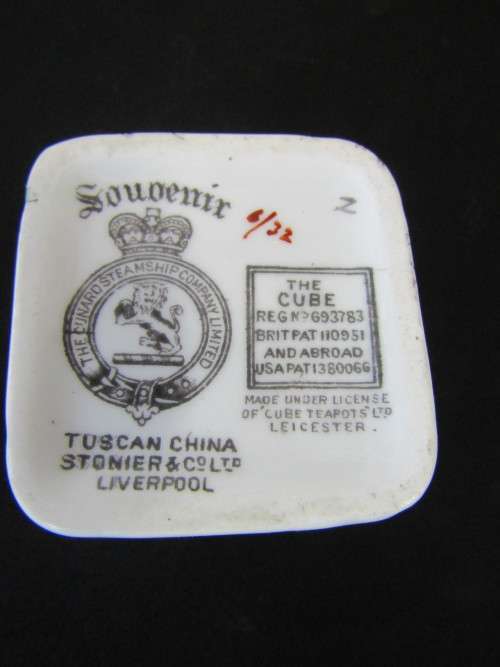 Souvenir
6/32
Z
THE CUNARD STEAMSHIP COMPANY LIMITED
TUSCAN CHINA
STONIER & Co LTD
LIVERPOOL
THE
CUBE
REG No 693783
BRIT PAT 110951
AND ABROAD
USA PAT 1380066
MADE UNDER LICENSE
OF "CUBE TEAPOTS" LTD
LEICESTER.